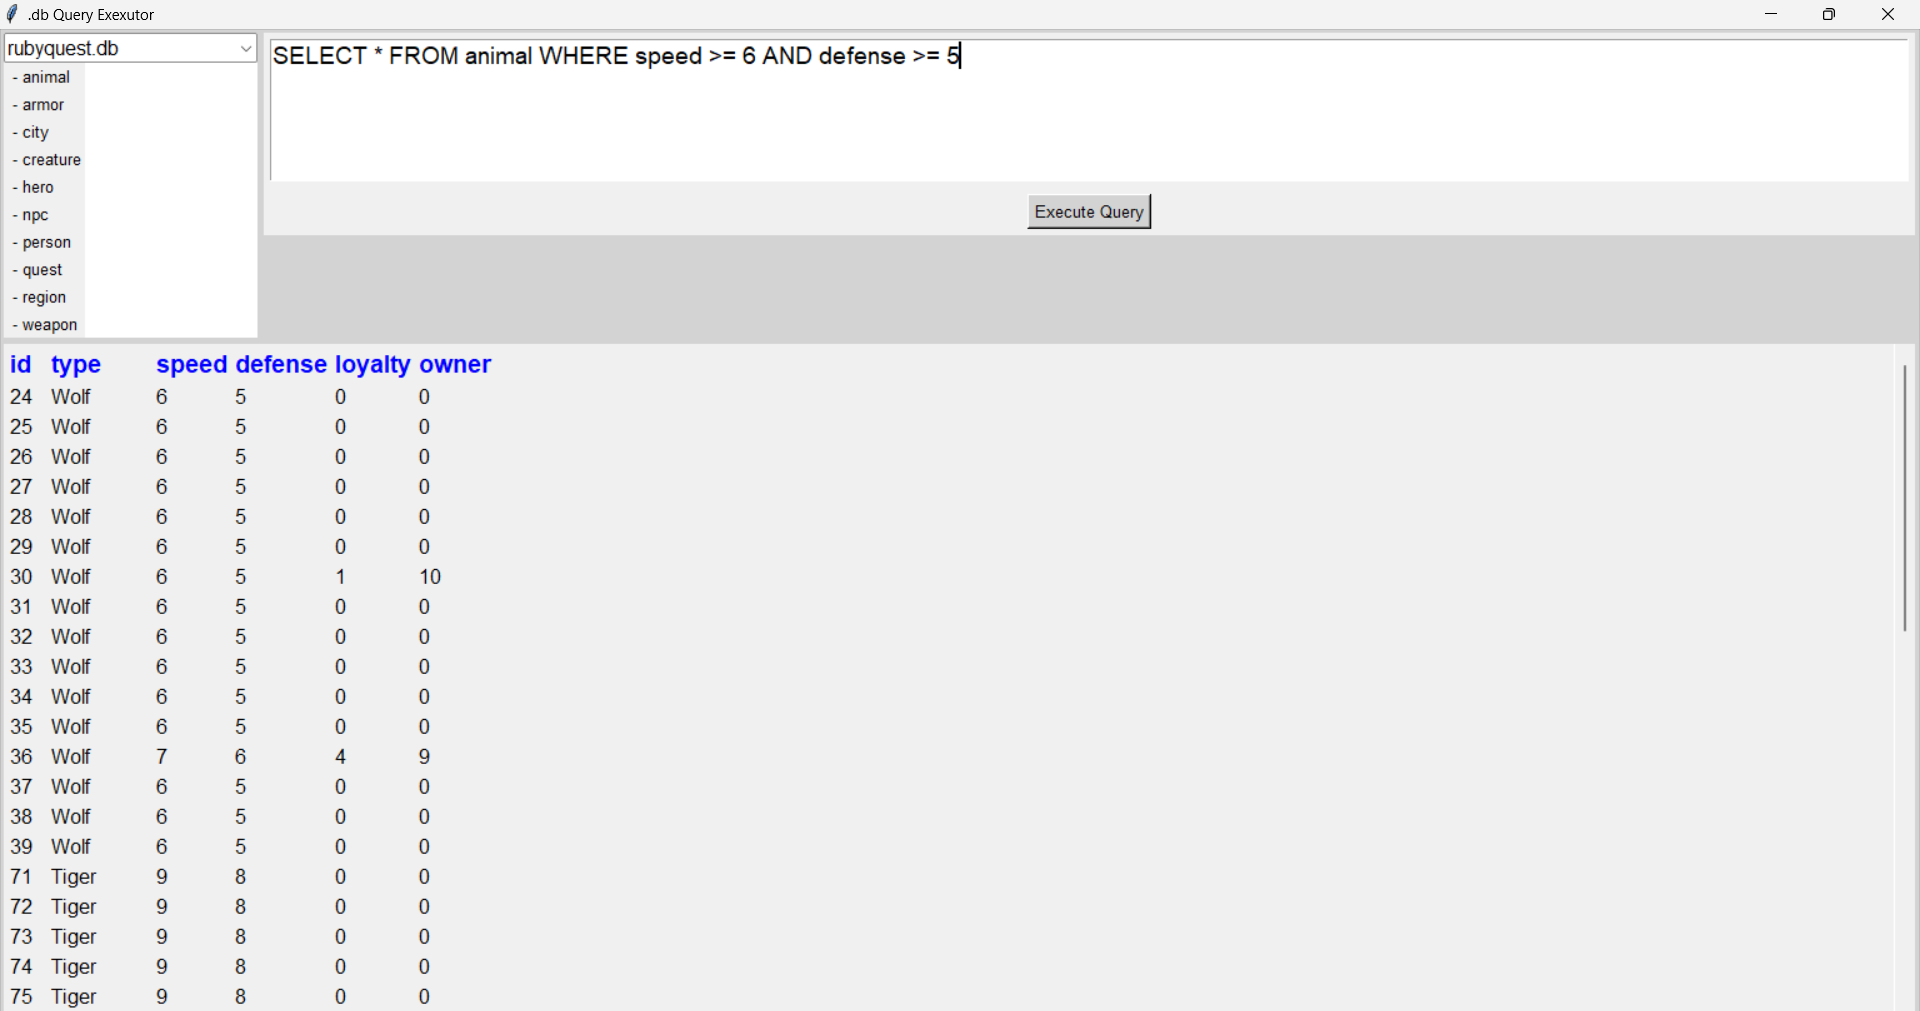 .db Query Exexutor
rubyquest.db
- animal
- armor
- city
- creature
- hero
- npc
- person
- quest
- region
- weapon
SELECT * FROM animal WHERE speed >= 6 AND defense >= 5
Execute Query
id type speed defense loyalty owner
24 Wolf 6 5 0 0
25 Wolf 6 5 0 0
26 Wolf 6 5 0 0
27 Wolf 6 5 0 0
28 Wolf 6 5 0 0
29 Wolf 6 5 0 0
30 Wolf 6 5 1 10
31 Wolf 6 5 0 0
32 Wolf 6 5 0 0
33 Wolf 6 5 0 0
34 Wolf 6 5 0 0
35 Wolf 6 5 0 0
36 Wolf 7 6 4 9
37 Wolf 6 5 0 0
38 Wolf 6 5 0 0
39 Wolf 6 5 0 0
71 Tiger 9 8 0 0
72 Tiger 9 8 0 0
73 Tiger 9 8 0 0
74 Tiger 9 8 0 0
75 Tiger 9 8 0 0